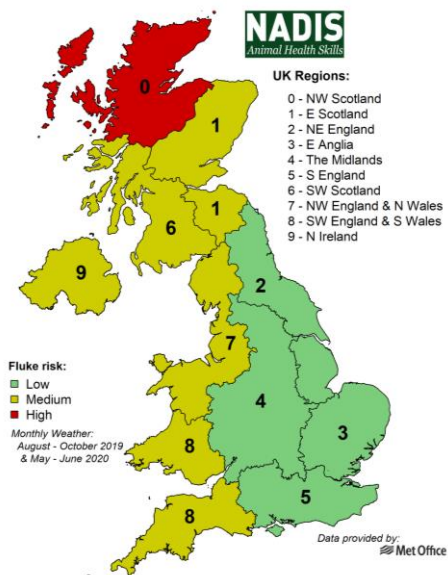 NADIS
Animal Health Skills
UK Regions:
0 - NW Scotland
1 - E Scotland
2 - NE England
3 - E Anglia
4 - The Midlands
5 - S England
6 - SW Scotland
7 - NW England & N Wales
8 - SW England & S Wales
9 - N Ireland
0
1
1
6
9
2
7
4
3
8
5
8
Fluke risk:
Low
Medium
High
Monthly Weather:
August - October 2019
& May - June 2020
Data provided by:
Met Office